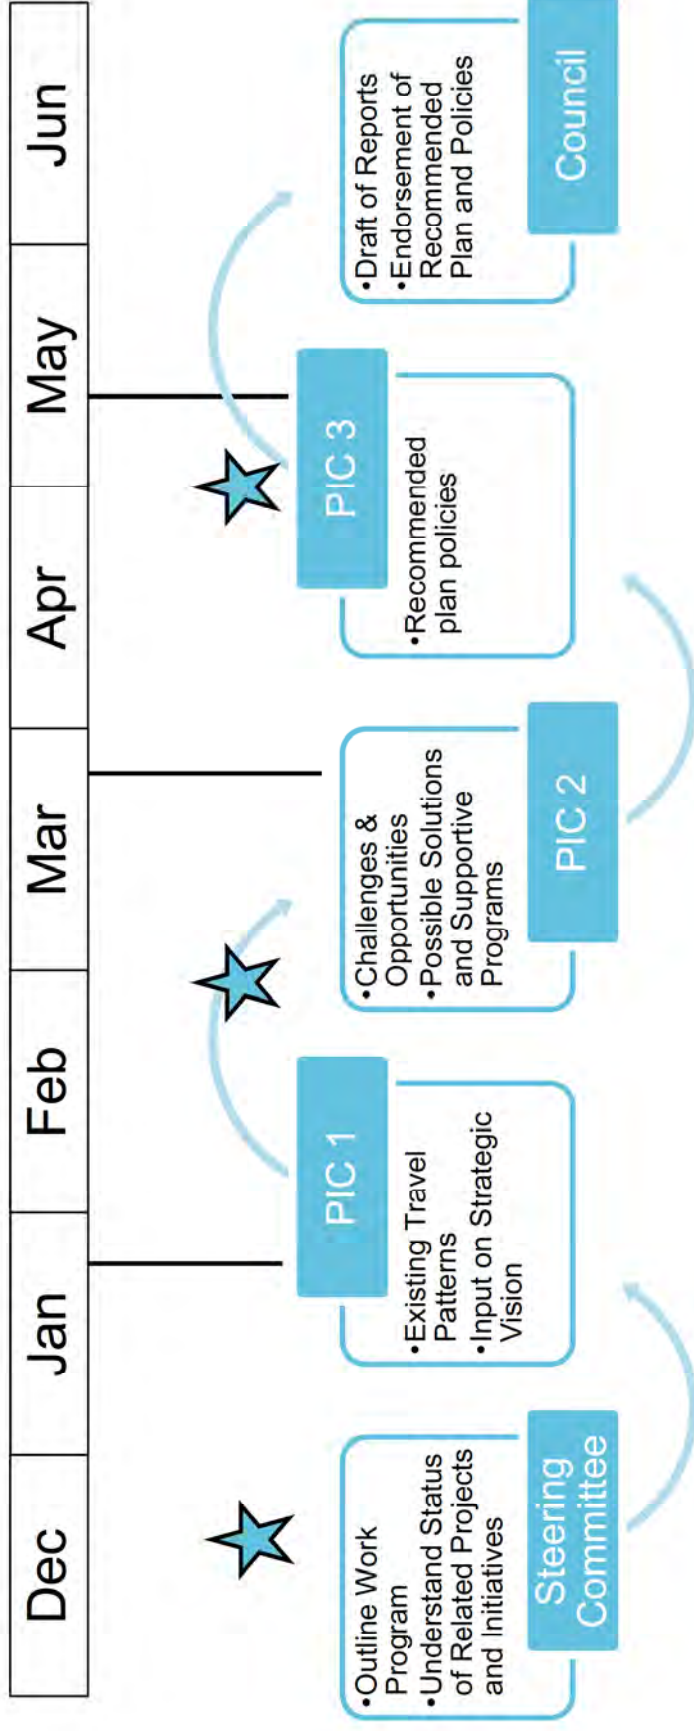 Dec
Jan
Feb
Mar
Apr
May
Jun
•Outline Work
Program
•Understand Status
of Related Projects
and Initiatives
Steering
Committee
PIC 1
•Existing Travel
Patterns
•Input on Strategic
Vision
•Challenges &
Opportunities
•Possible Solutions
and Supportive
Programs
PIC 2
PIC 3
•Recommended
plan policies
•Draft of Reports
•Endorsement of
Recommended
Plan and Policies
Council